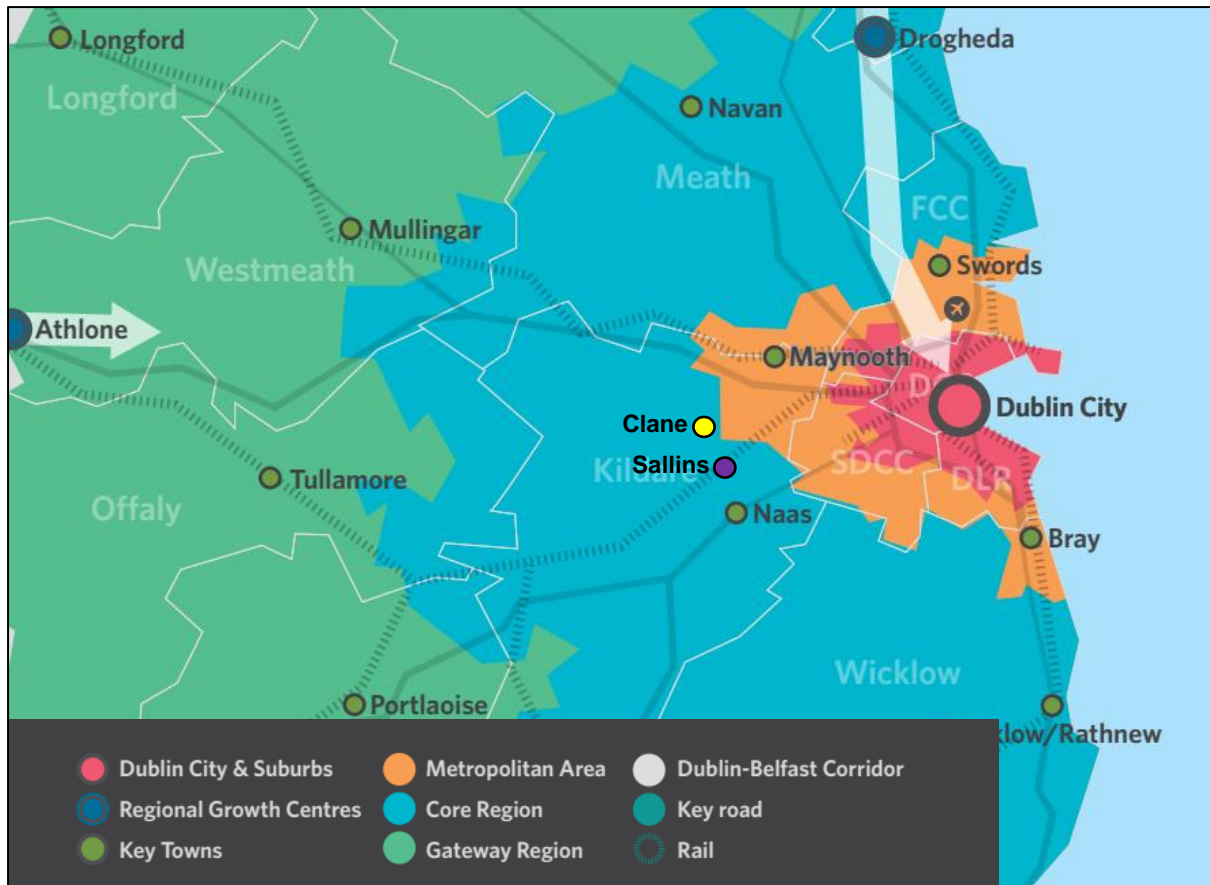 Longford
Drogheda
Longford
Navan
Meath
FCC
Mullingar
Westmeath
Swords
Athlone
Maynooth
Dublin City
Clane
Sallins
Kildare
SDCC
DLR
Tullamore
Offaly
Naas
Bray
Wicklow
Portlaoise
klow/Rathnew
Dublin City & Suburbs
Metropolitan Area
Dublin-Belfast Corridor
Regional Growth Centres
Core Region
Key road
Key Towns
Gateway Region
Rail